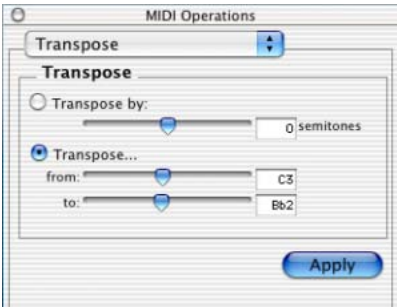 MIDI Operations
Transpose
Transpose
Transpose by:
0 semitones
Transpose...
from: C3
to: Bb2
Apply